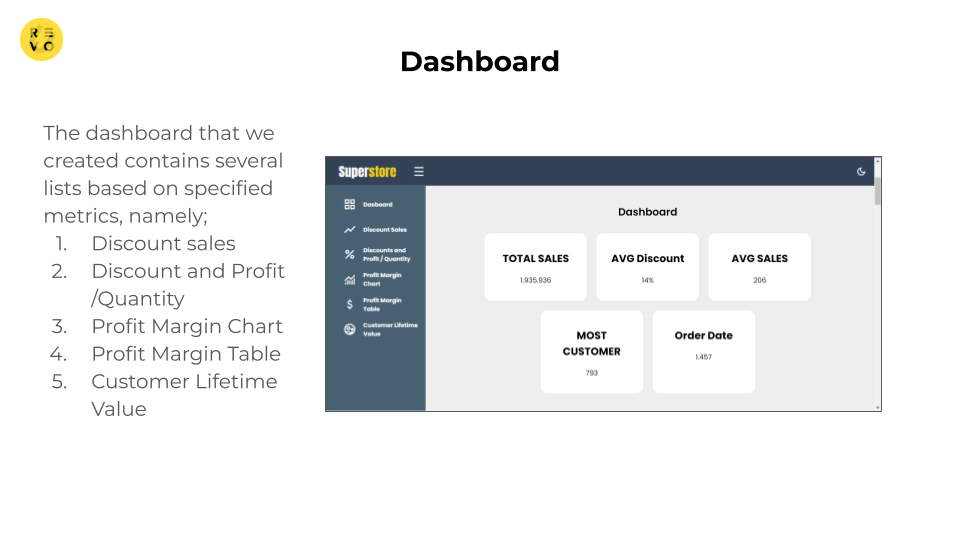 R E
V O
Dashboard
The dashboard that we
created contains several
lists based on specified
metrics, namely;
1. Discount sales
2. Discount and Profit
/Quantity
3. Profit Margin Chart
4. Profit Margin Table
5. Customer Lifetime
Value
Superstore
Dasboard
Discount Sales
Discounts and
Profit / Quantity
Profit Margin
Chart
Profit Margin
Table
Customer Lifetime
Value
Dashboard
TOTAL SALES
1.935.936
AVG Discount
14%
AVG SALES
206
MOST
CUSTOMER
793
Order Date
1.457